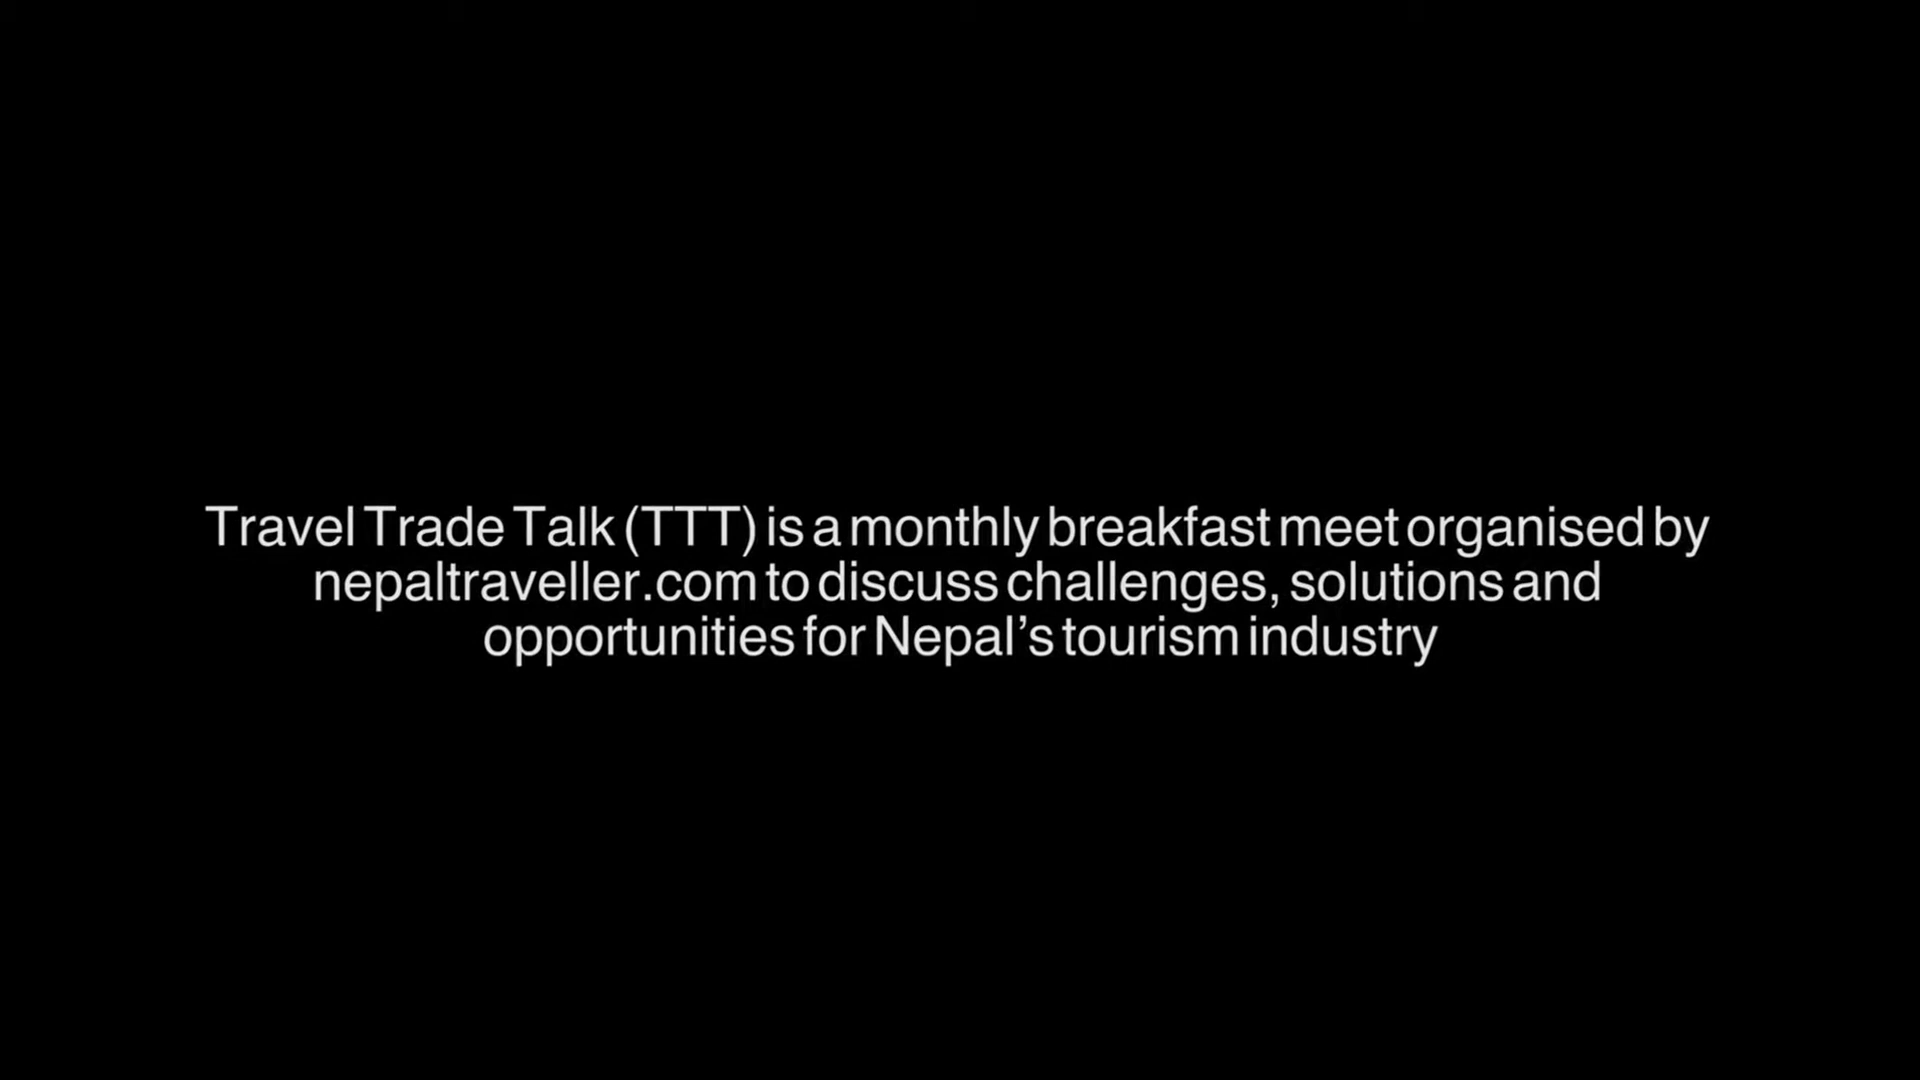 Travel Trade Talk (TTT) is a monthly breakfast meet organised by
nepaltraveller.com to discuss challenges, solutions and
opportunities for Nepal’s tourism industry